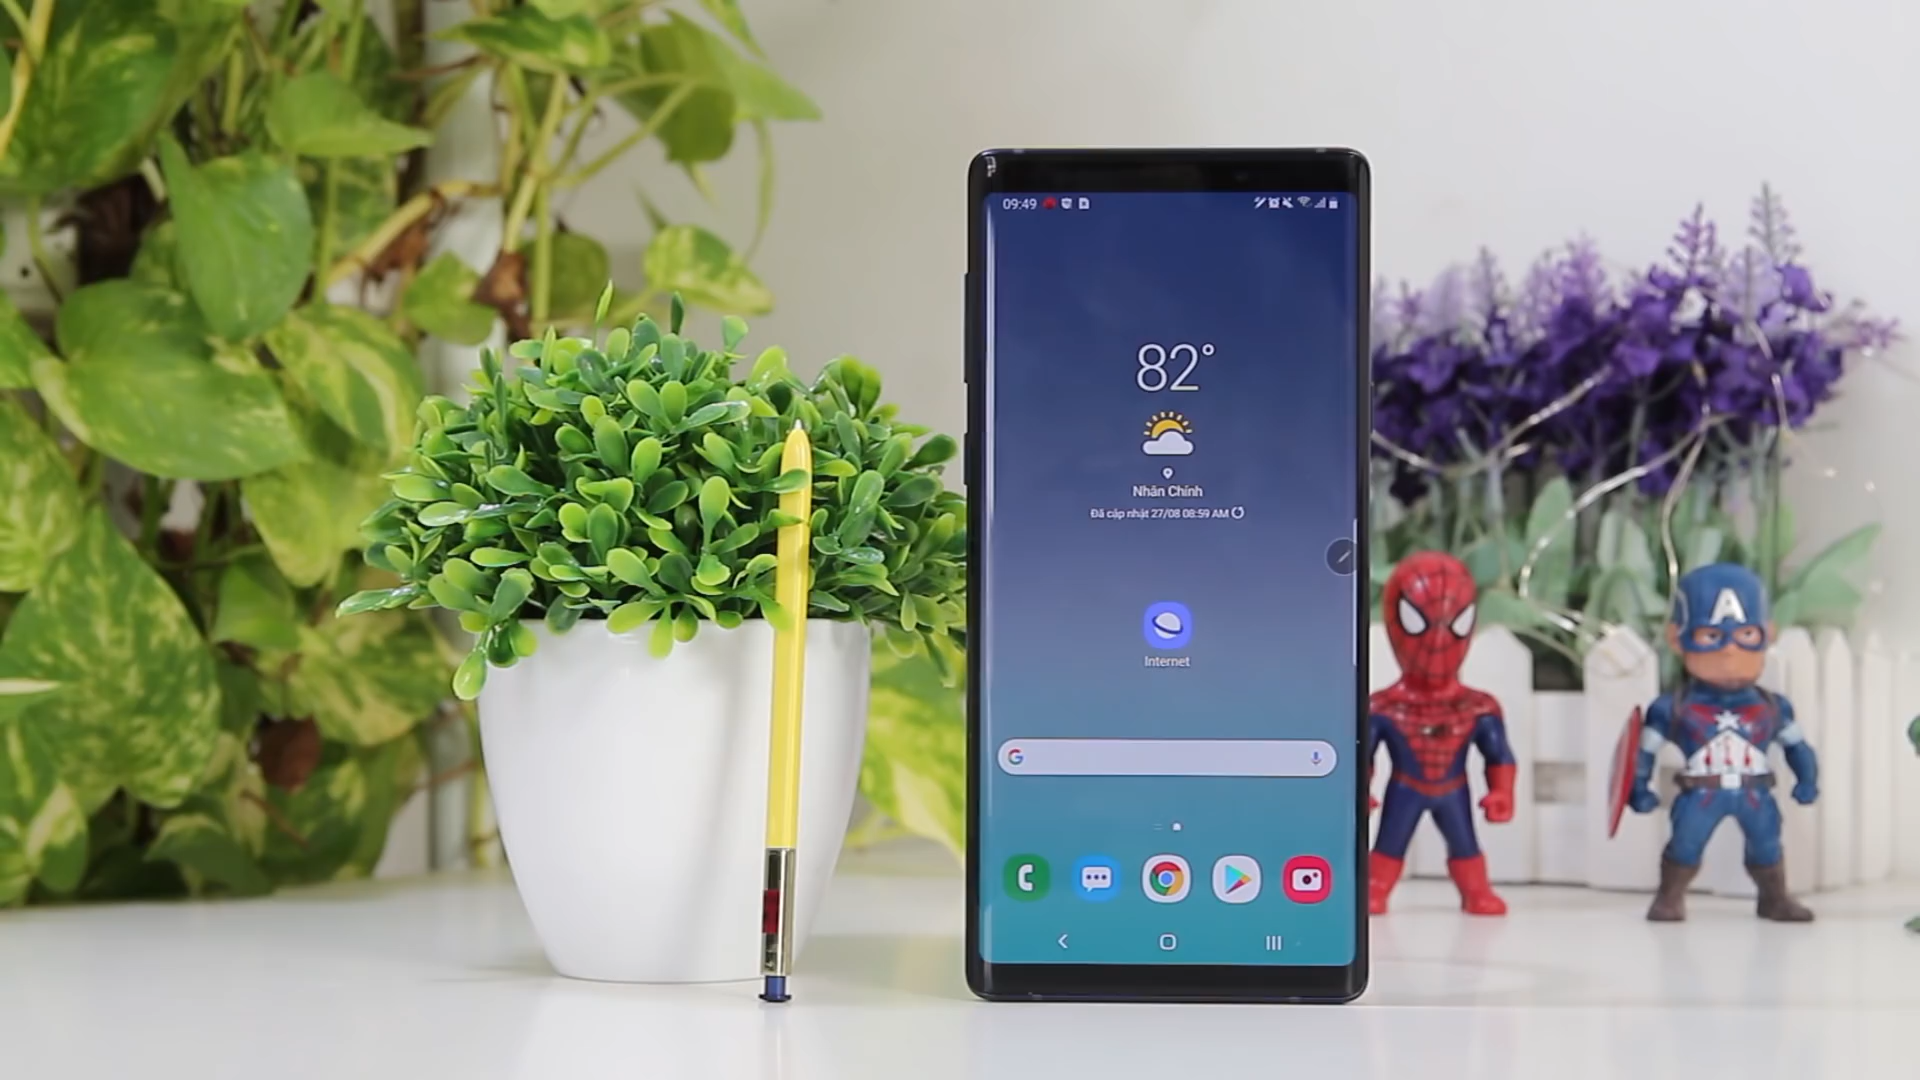 09:49
82°
Nhân Chính
Đã cập nhật 27/08 08:59 AM
Internet
G
A